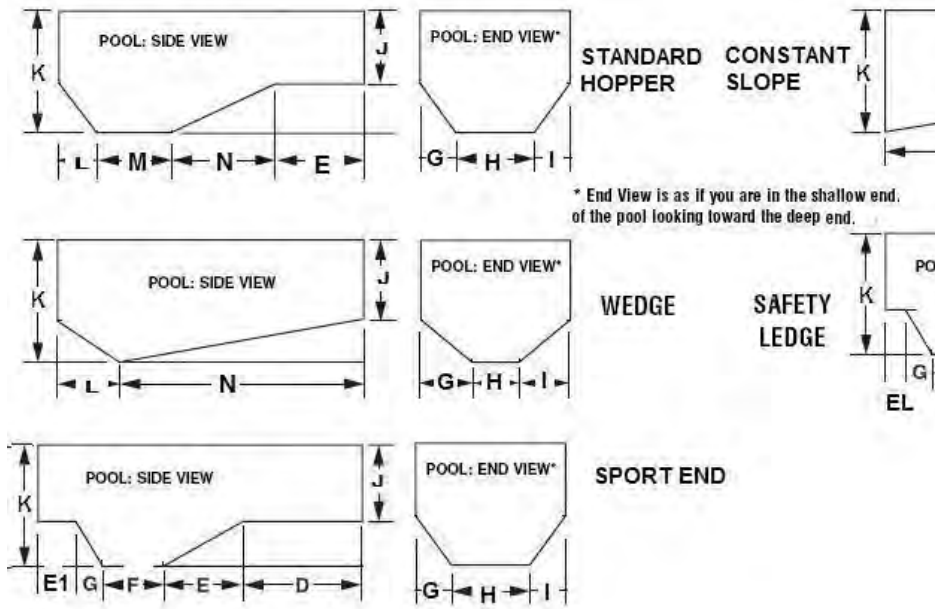 POOL: SIDE VIEW
K
J
L M N E
POOL: END VIEW*
G H I
STANDARD
HOPPER
CONSTANT
SLOPE
K
* End View is as if you are in the shallow end.
of the pool looking toward the deep end.
POOL: SIDE VIEW
K
J
L N
POOL: END VIEW*
G H I
WEDGE
SAFETY
LEDGE
PO
K
G
EL
POOL: SIDE VIEW
K
J
E1 G F E D
POOL: END VIEW*
G H I
SPORT END